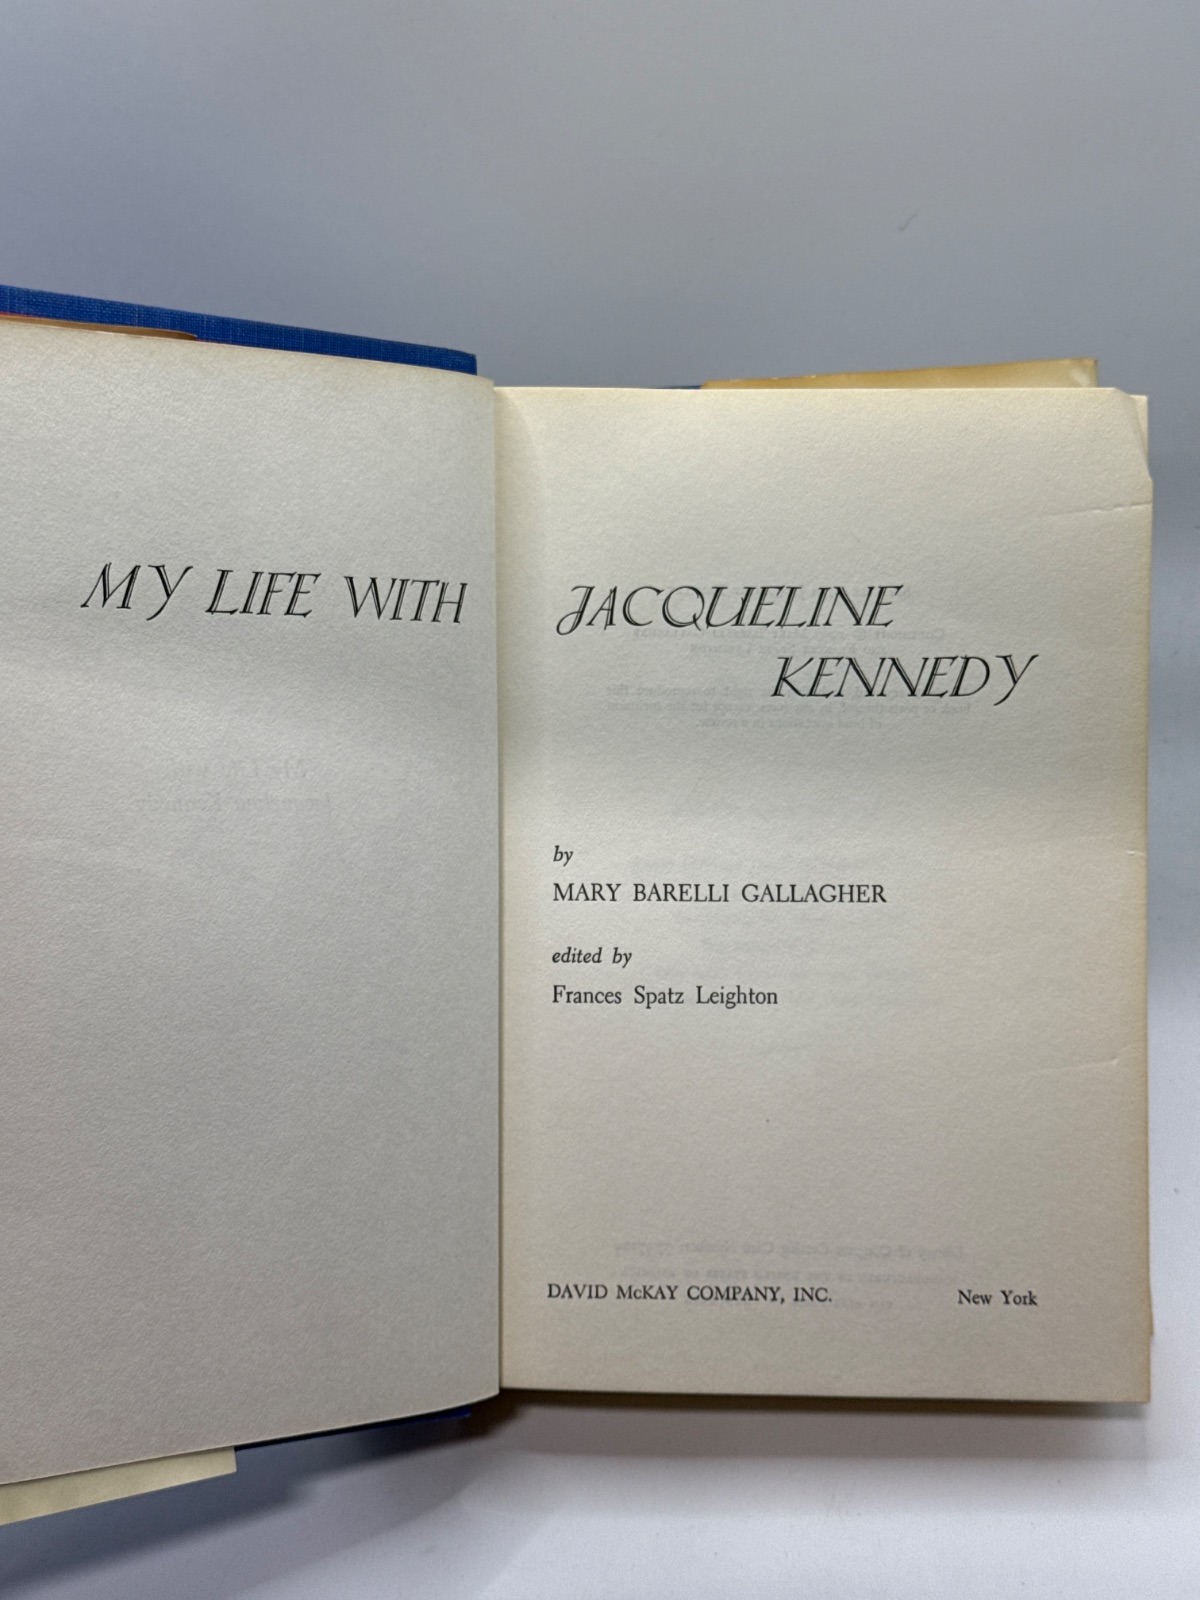 MY LIFE WITH JACQUELINE
KENNEDY
by
MARY BARELLI GALLAGHER
edited by
Frances Spatz Leighton
DAVID McKAY COMPANY, INC. New York